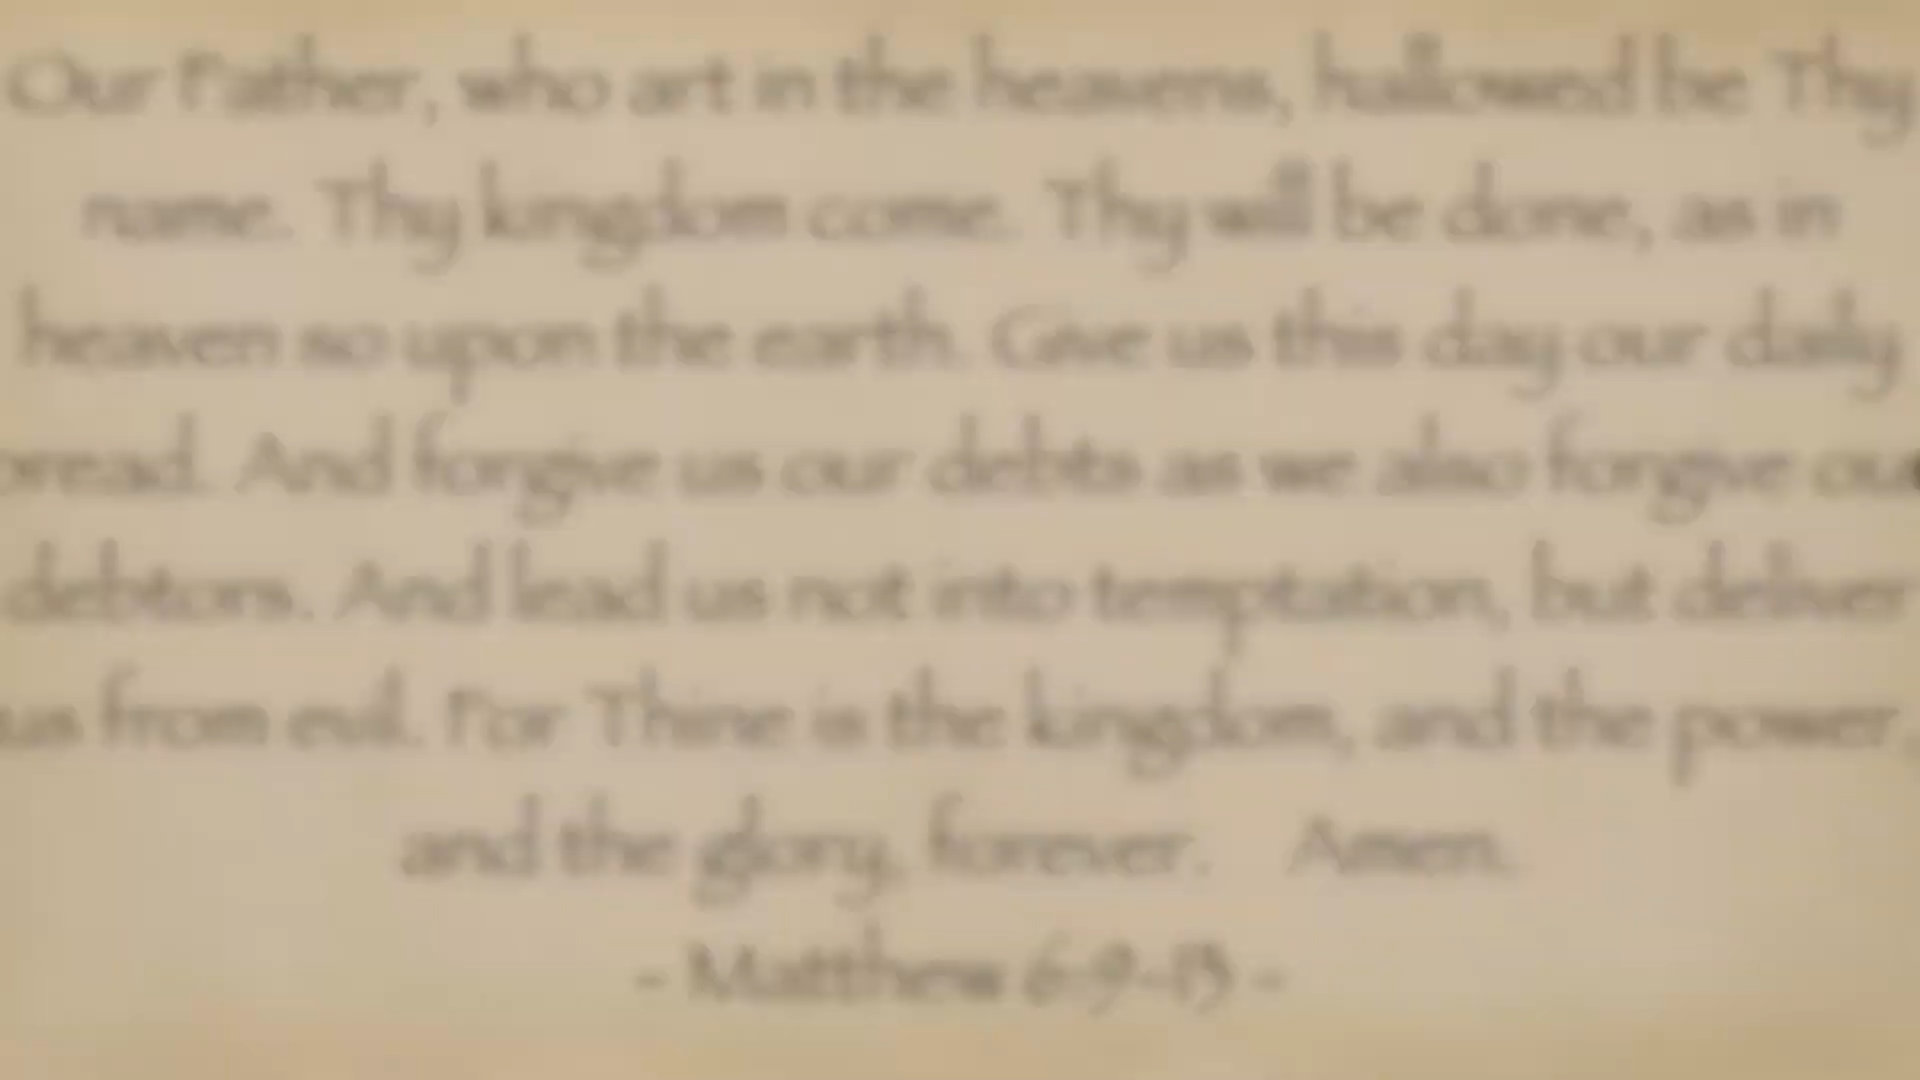 Our Father, who art in the heavens, hallowed be Thy
name. Thy kingdom come. Thy will be done, as in
heaven so upon the earth. Give us this day our daily
bread. And forgive us our debts as we also forgive our
debtors. And lead us not into temptation, but deliver
us from evil. For Thine is the kingdom, and the power,
and the glory, forever. Amen.
- Matthew 6:9-13 -